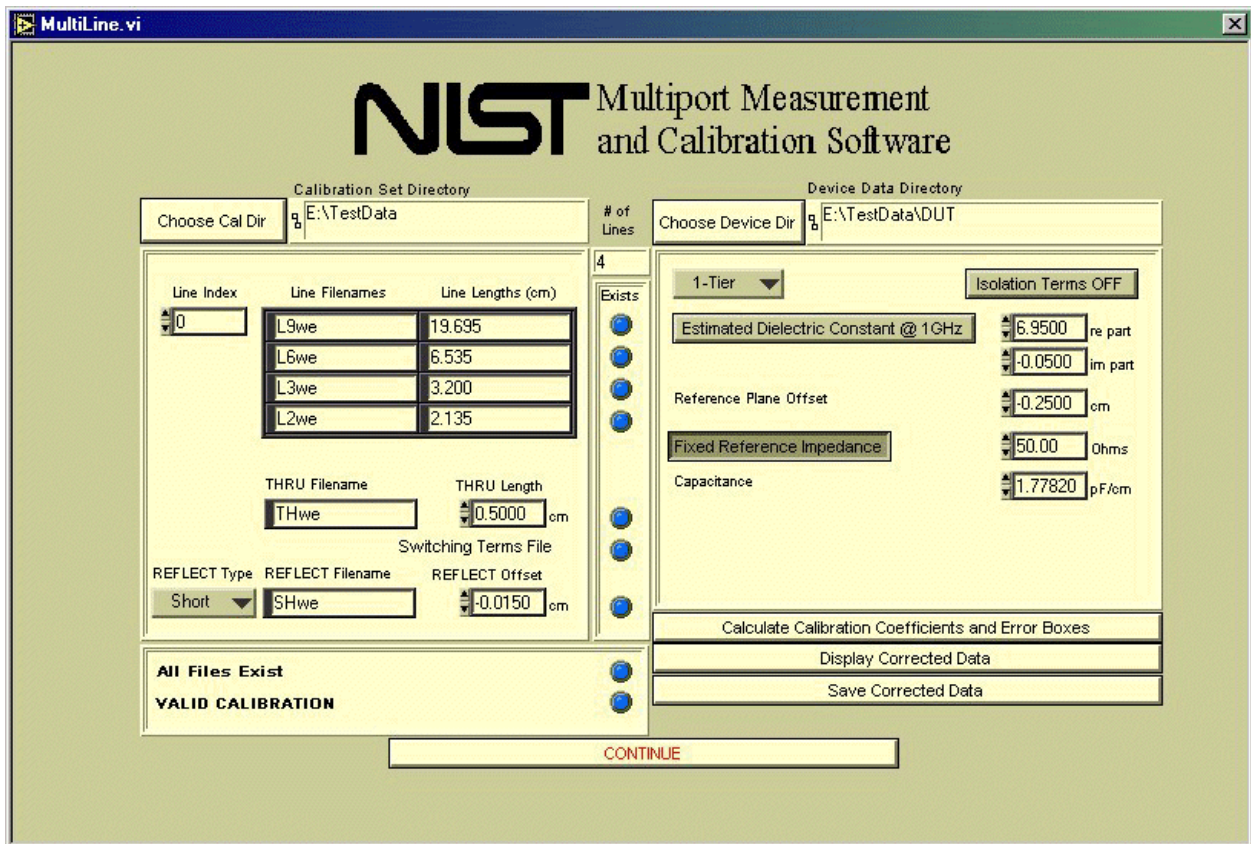 MultiLine.vi
NIST Multiport Measurement
and Calibration Software
Calibration Set Directory
Choose Cal Dir
E:\TestData
# of
Lines
4
Device Data Directory
Choose Device Dir
E:\TestData\DUT
Line Index
Line Filenames
Line Lengths (cm)
Exists
0
L9we 19.695
L6we 6.535
L3we 3.200
L2we 2.135
THRU Filename
THRU Length
THwe
0.5000 cm
Switching Terms File
REFLECT Type
REFLECT Filename
REFLECT Offset
Short
SHwe
-0.0150 cm
All Files Exist
VALID CALIBRATION
1-Tier
Isolation Terms OFF
Estimated Dielectric Constant @ 1GHz
6.9500 re part
-0.0500 im part
Reference Plane Offset
-0.2500 cm
Fixed Reference Impedance
50.00 Ohms
Capacitance
1.77820 pF/cm
Calculate Calibration Coefficients and Error Boxes
Display Corrected Data
Save Corrected Data
CONTINUE